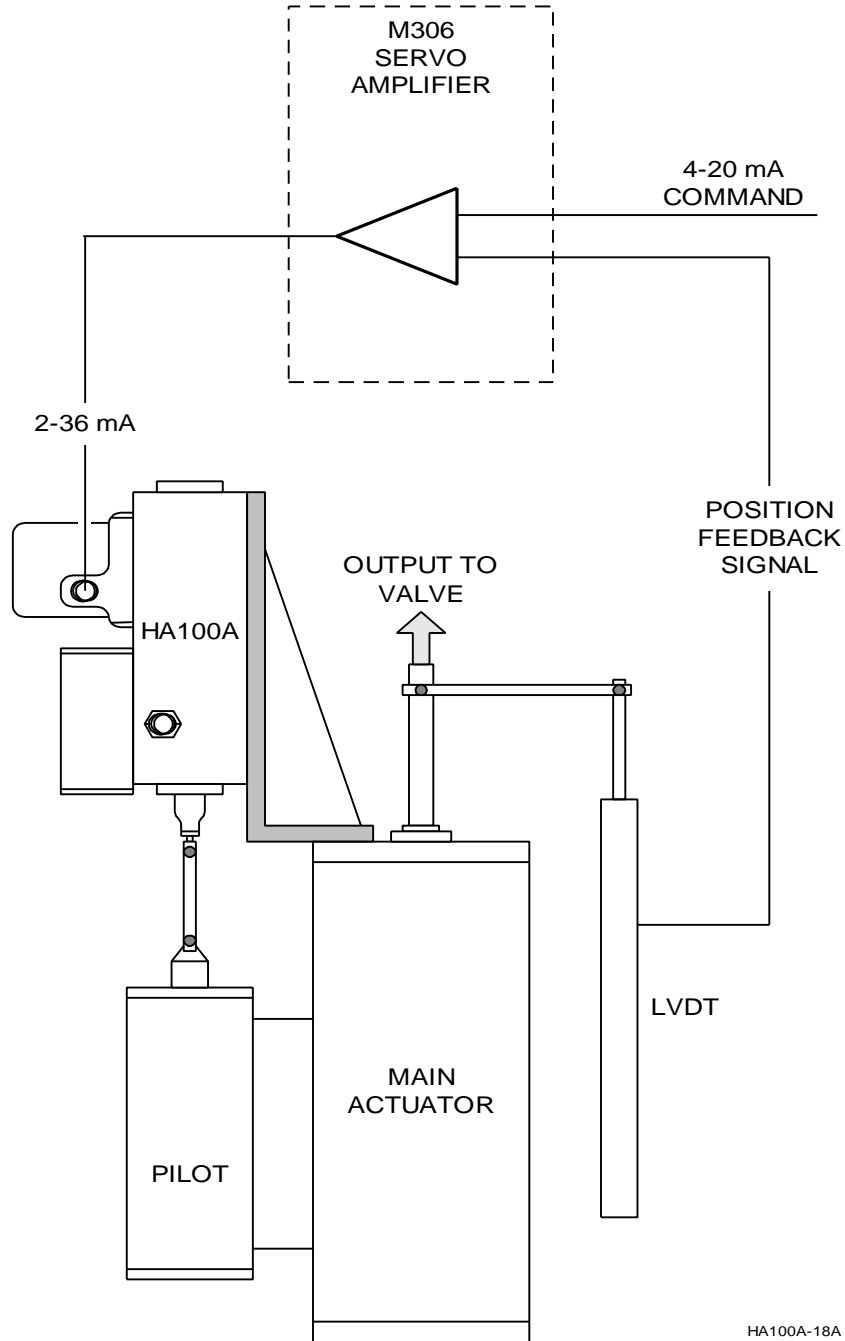 M306
SERVO
AMPLIFIER
4-20 mA
COMMAND
2-36 mA
POSITION
FEEDBACK
SIGNAL
OUTPUT TO
VALVE
HA100A
LVDT
MAIN
ACTUATOR
PILOT
HA100A-18A